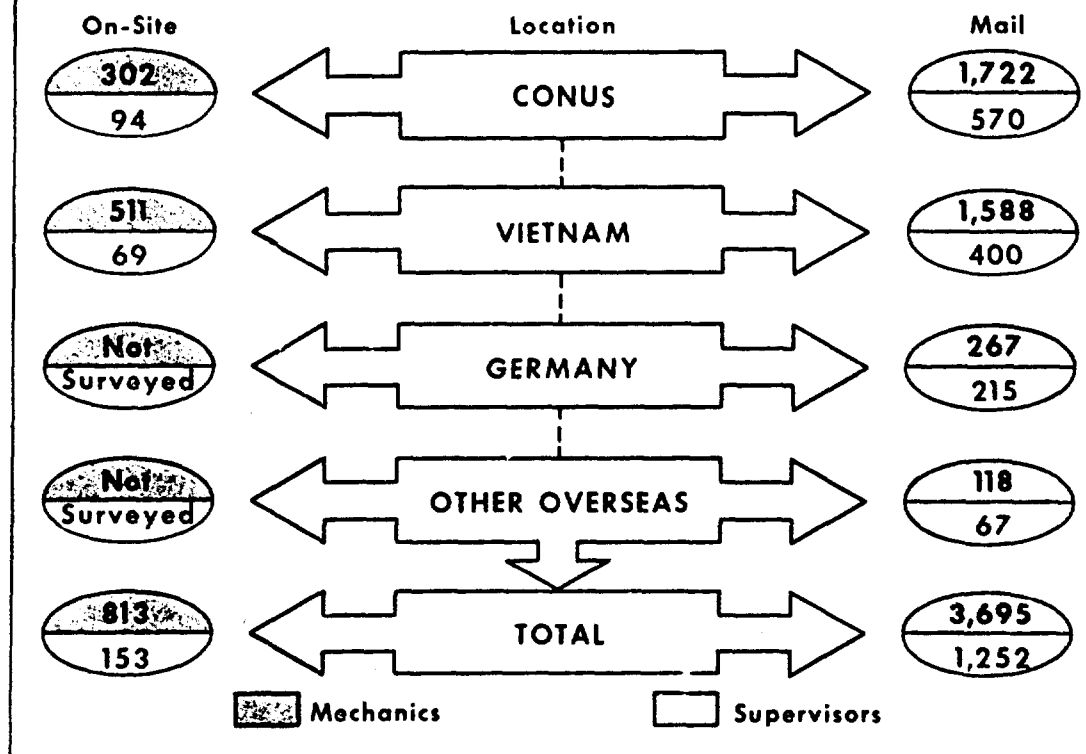 On-Site Location Mail
302 1,722
CONUS
94 570
511 1,588
VIETNAM
69 400
Not 267
GERMANY
Surveyed 215
Not 118
OTHER OVERSEAS
Surveyed 67
813 3,695
TOTAL
153 1,252
Mechanics Supervisors